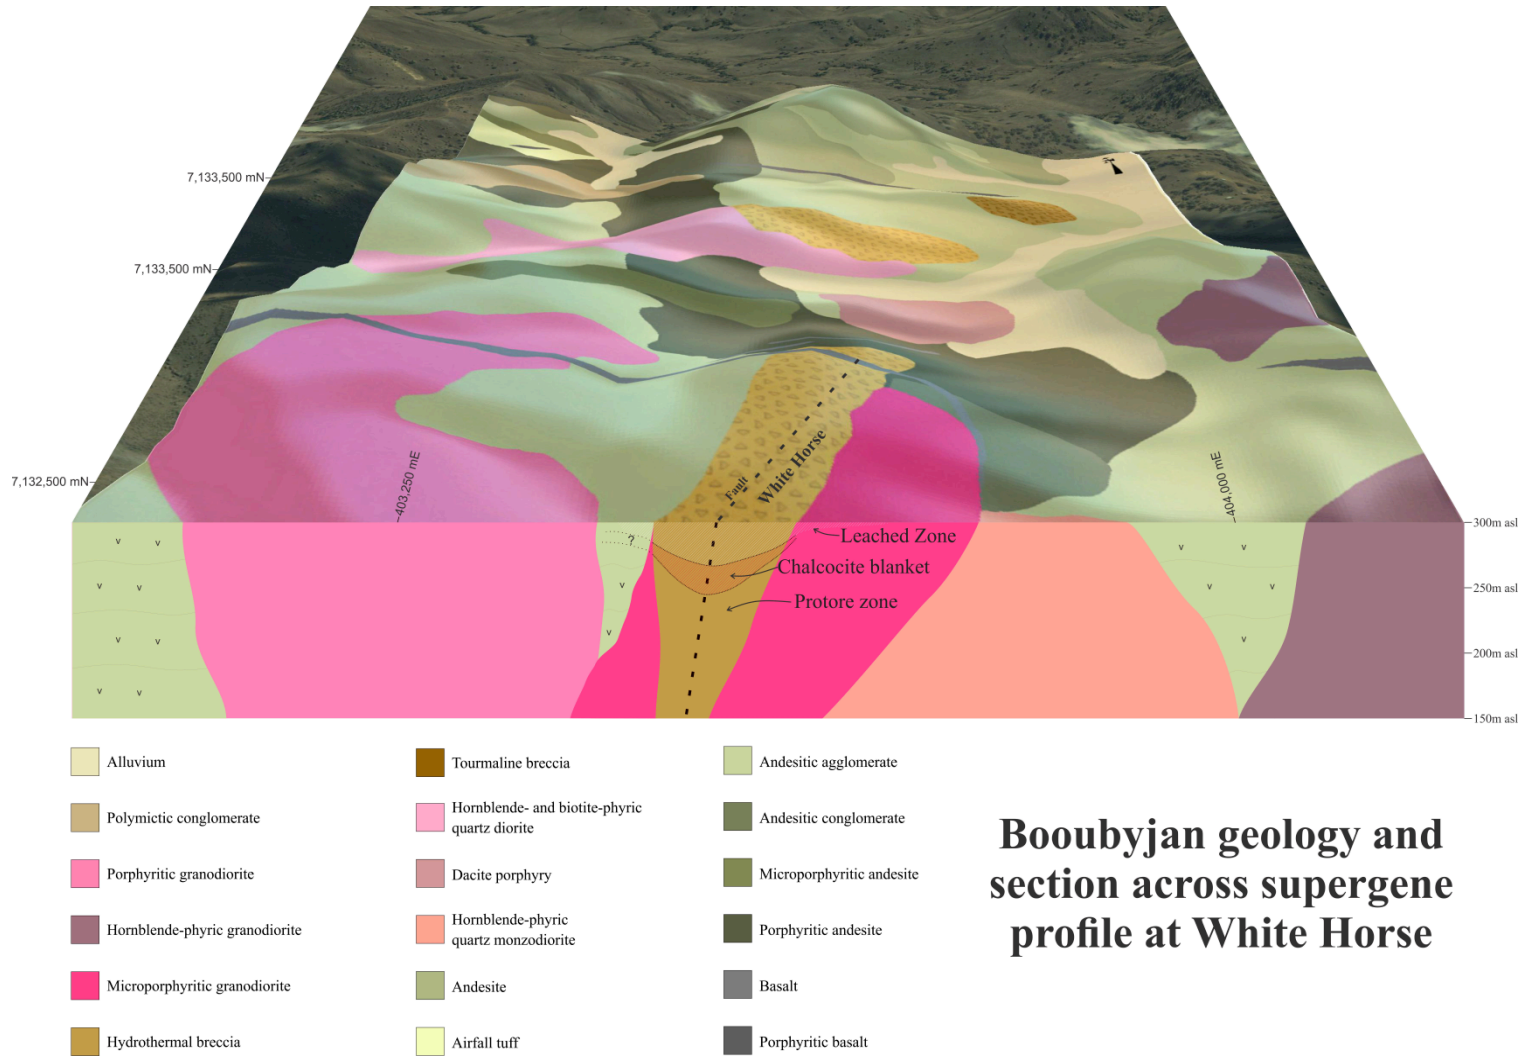 7,133,500 mN
7,133,500 mN
7,132,500 mN
403,250 mE
404,000 mE
Fault
White Horse
300m asl
250m asl
200m asl
150m asl
?
Leached Zone
Chalcocite blanket
Protore zone
v v v v
v v v v v
v v v v
v v
Alluvium
Polymictic conglomerate
Porphyritic granodiorite
Hornblende-phyric granodiorite
Microporphyritic granodiorite
Hydrothermal breccia
Tourmaline breccia
Hornblende- and biotite-phyric
quartz diorite
Dacite porphyry
Hornblende-phyric
quartz monzodiorite
Andesite
Airfall tuff
Andesitic agglomerate
Andesitic conglomerate
Microporphyritic andesite
Porphyritic andesite
Basalt
Porphyritic basalt
Booubyjan geology and
section across supergene
profile at White Horse